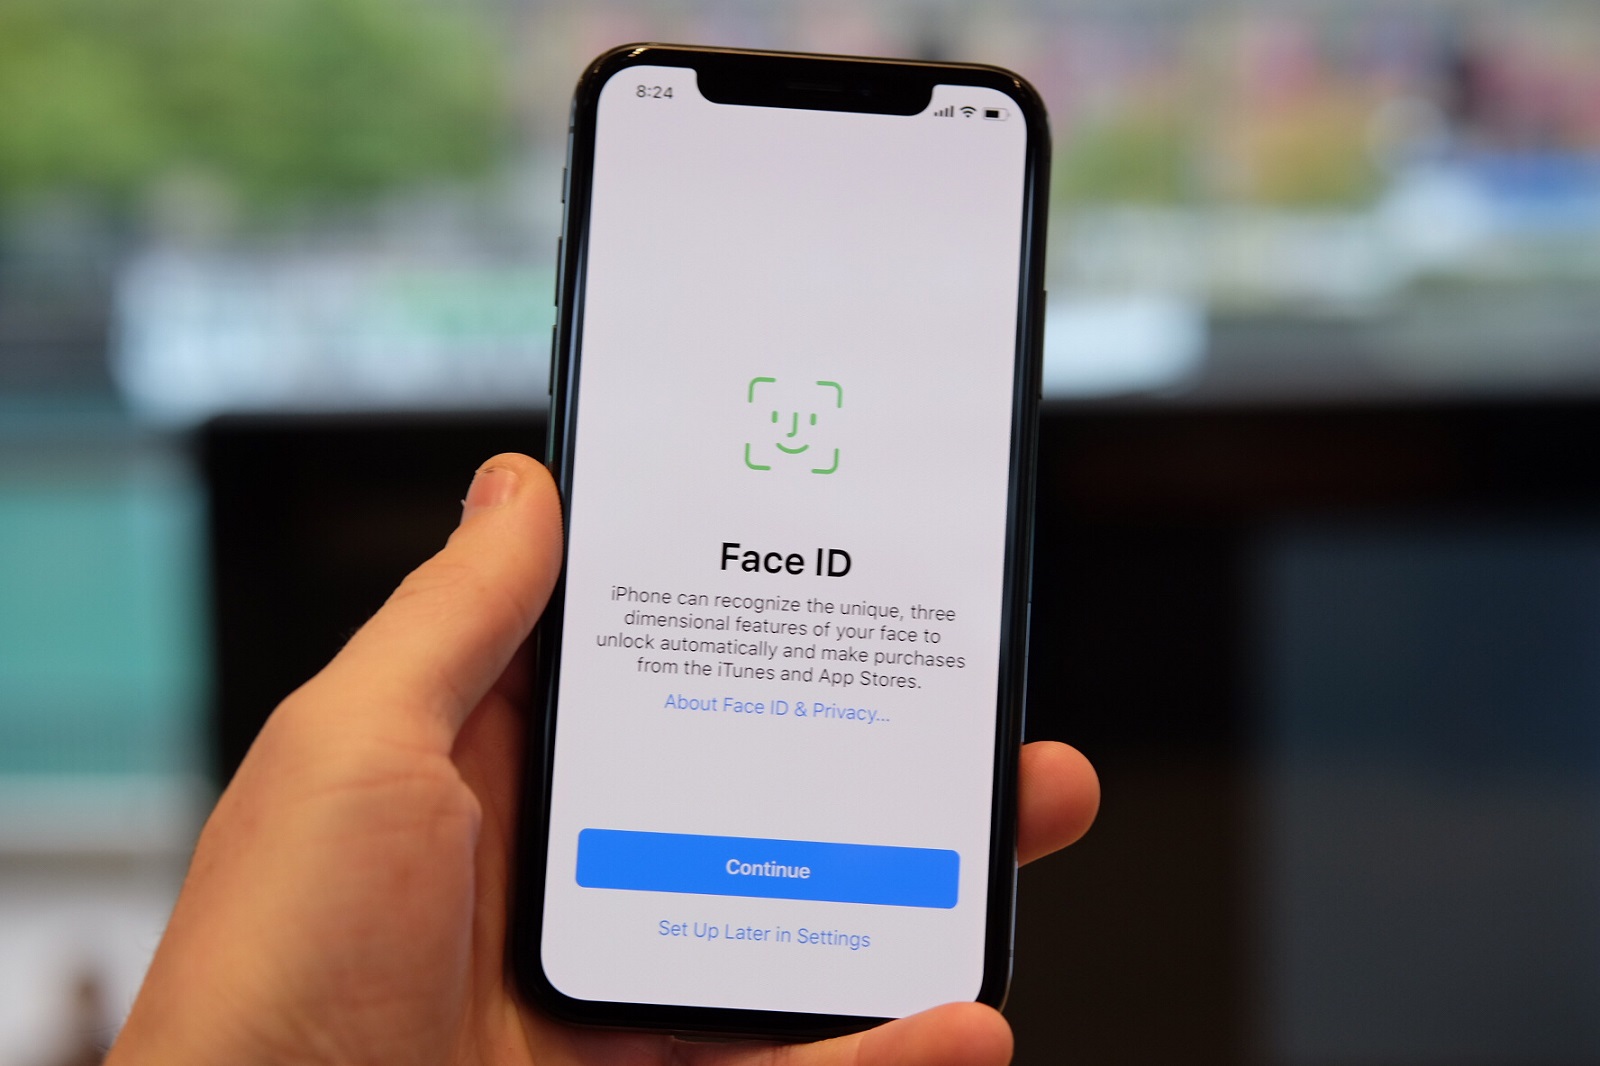 8:24
Face ID
iPhone can recognize the unique, three
dimensional features of your face to
unlock automatically and make purchases
from the iTunes and App Stores.
About Face ID & Privacy...
Continue
Set Up Later in Settings